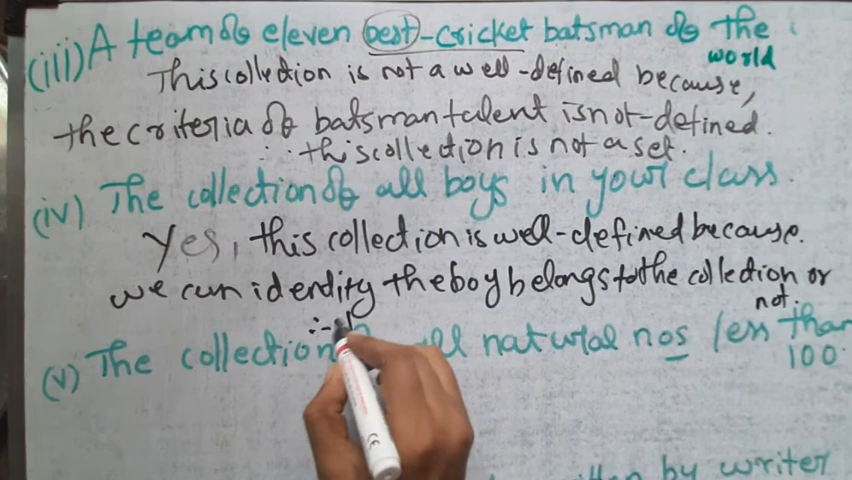 (iii) A team of eleven best-cricket batsman of the
world
This collection is not a well-defined because,
the criteria of batsman talent is not-defined.
∴ this collection is not a set.
(iv) The collection of all boys in your class.
Yes, this collection is well-defined because.
we can identity the boy belongs to the collection or
not.
∴
(v) The collection all natural nos less than
100.
by writer